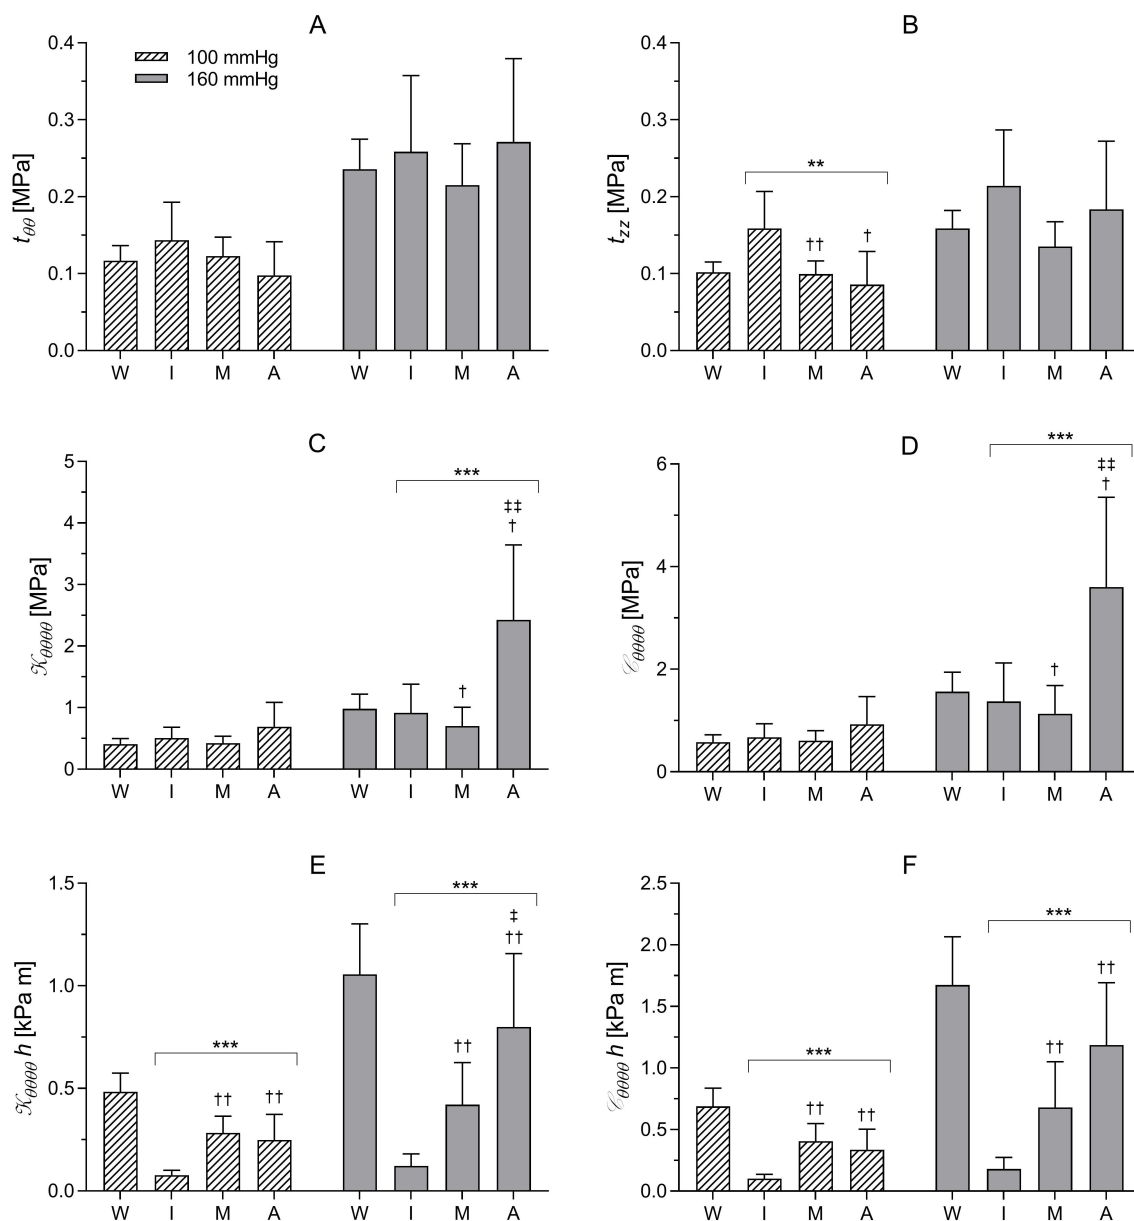 A
0.4
0.3
0.2
0.1
0.0
t_θθ [MPa]
100 mmHg
160 mmHg
W I M A W I M A
B
0.4
0.3
0.2
0.1
0.0
t_zz [MPa]
**
†† †
W I M A W I M A
C
5
4
3
2
1
0
𝒦_θθθθ [MPa]
***
‡‡
†
†
W I M A W I M A
D
6
4
2
0
𝒞_θθθθ [MPa]
***
‡‡
†
†
W I M A W I M A
E
1.5
1.0
0.5
0.0
𝒦_θθθθ h [kPa m]
***
†† ††
***
‡
††
††
W I M A W I M A
F
2.5
2.0
1.5
1.0
0.5
0.0
𝒞_θθθθ h [kPa m]
***
†† ††
***
††
††
W I M A W I M A